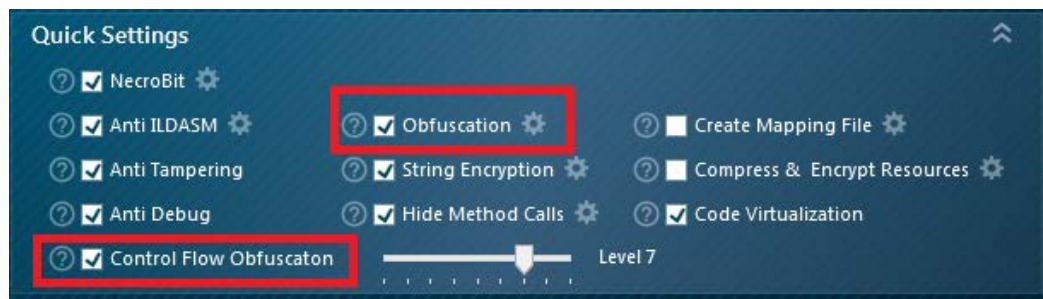 Quick Settings
NecroBit
Anti ILDASM Obfuscation Create Mapping File
Anti Tampering String Encryption Compress & Encrypt Resources
Anti Debug Hide Method Calls Code Virtualization
Control Flow Obfuscaton Level 7